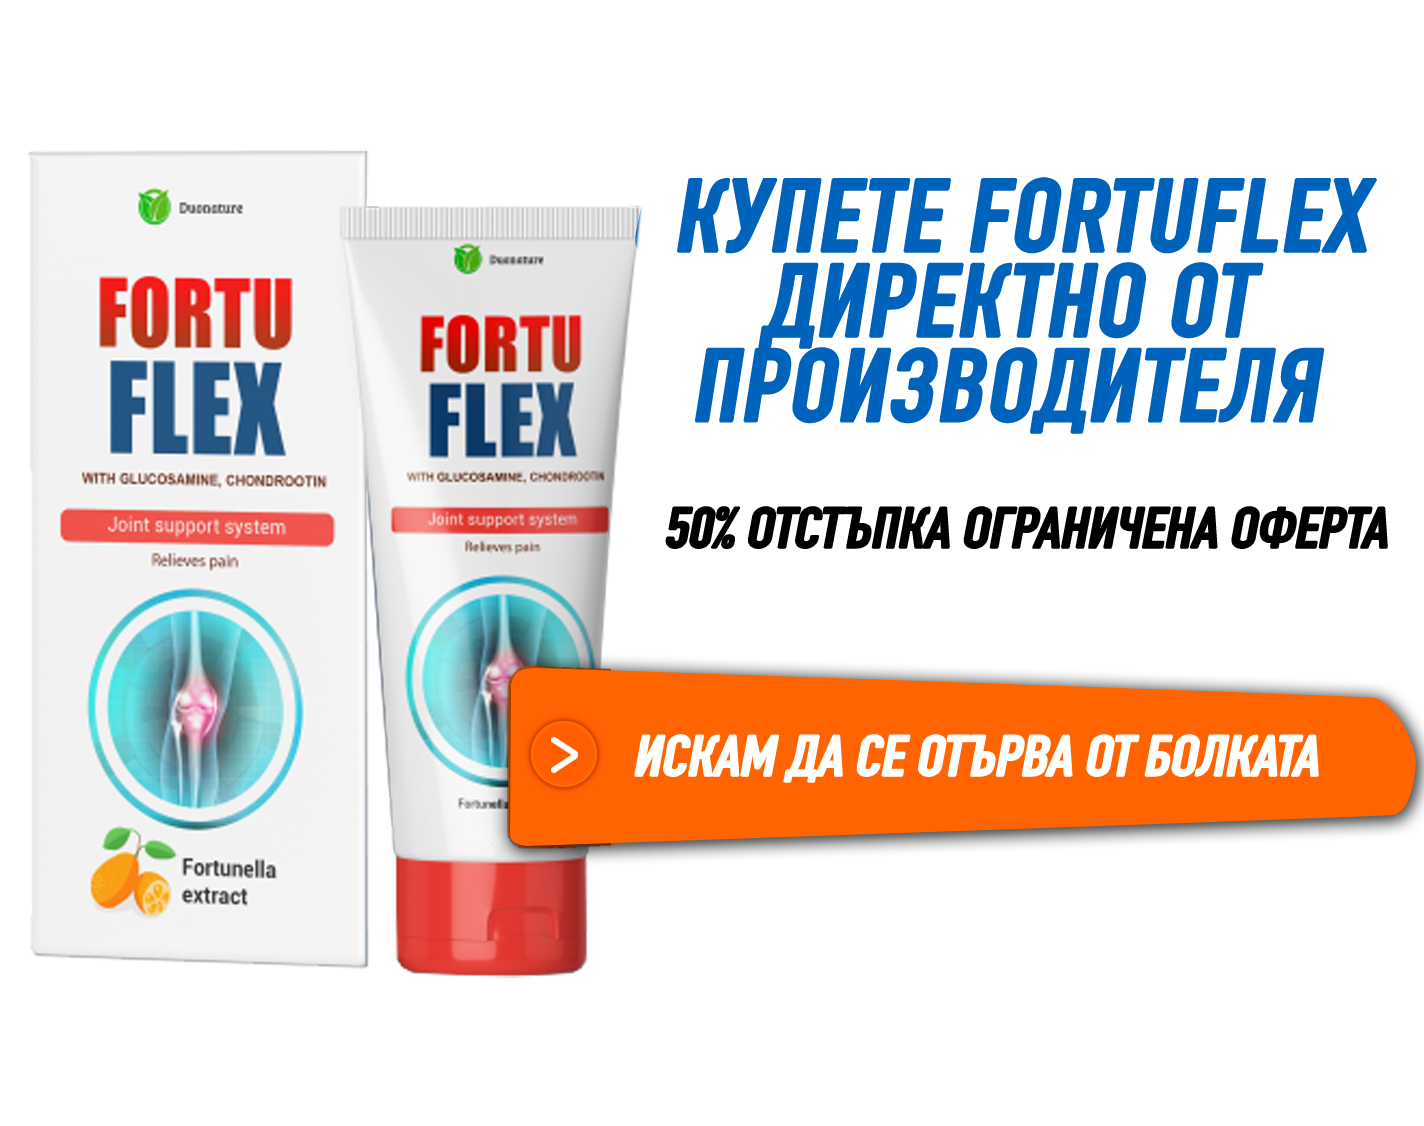 Duonature
FORTU
FLEX
WITH GLUCOSAMINE, CHONDROOTIN
Joint support system
Relieves pain
Fortunella
extract
Duonature
FORTU
FLEX
WITH GLUCOSAMINE, CHONDROOTIN
Joint support system
Relieves pain
КУПЕТЕ FORTUFLEX
ДИРЕКТНО ОТ
ПРОИЗВОДИТЕЛЯ
50% ОТСТЪПКА ОГРАНИЧЕНА ОФЕРТА
ИСКАМ ДА СЕ ОТЪРВА ОТ БОЛКАТА